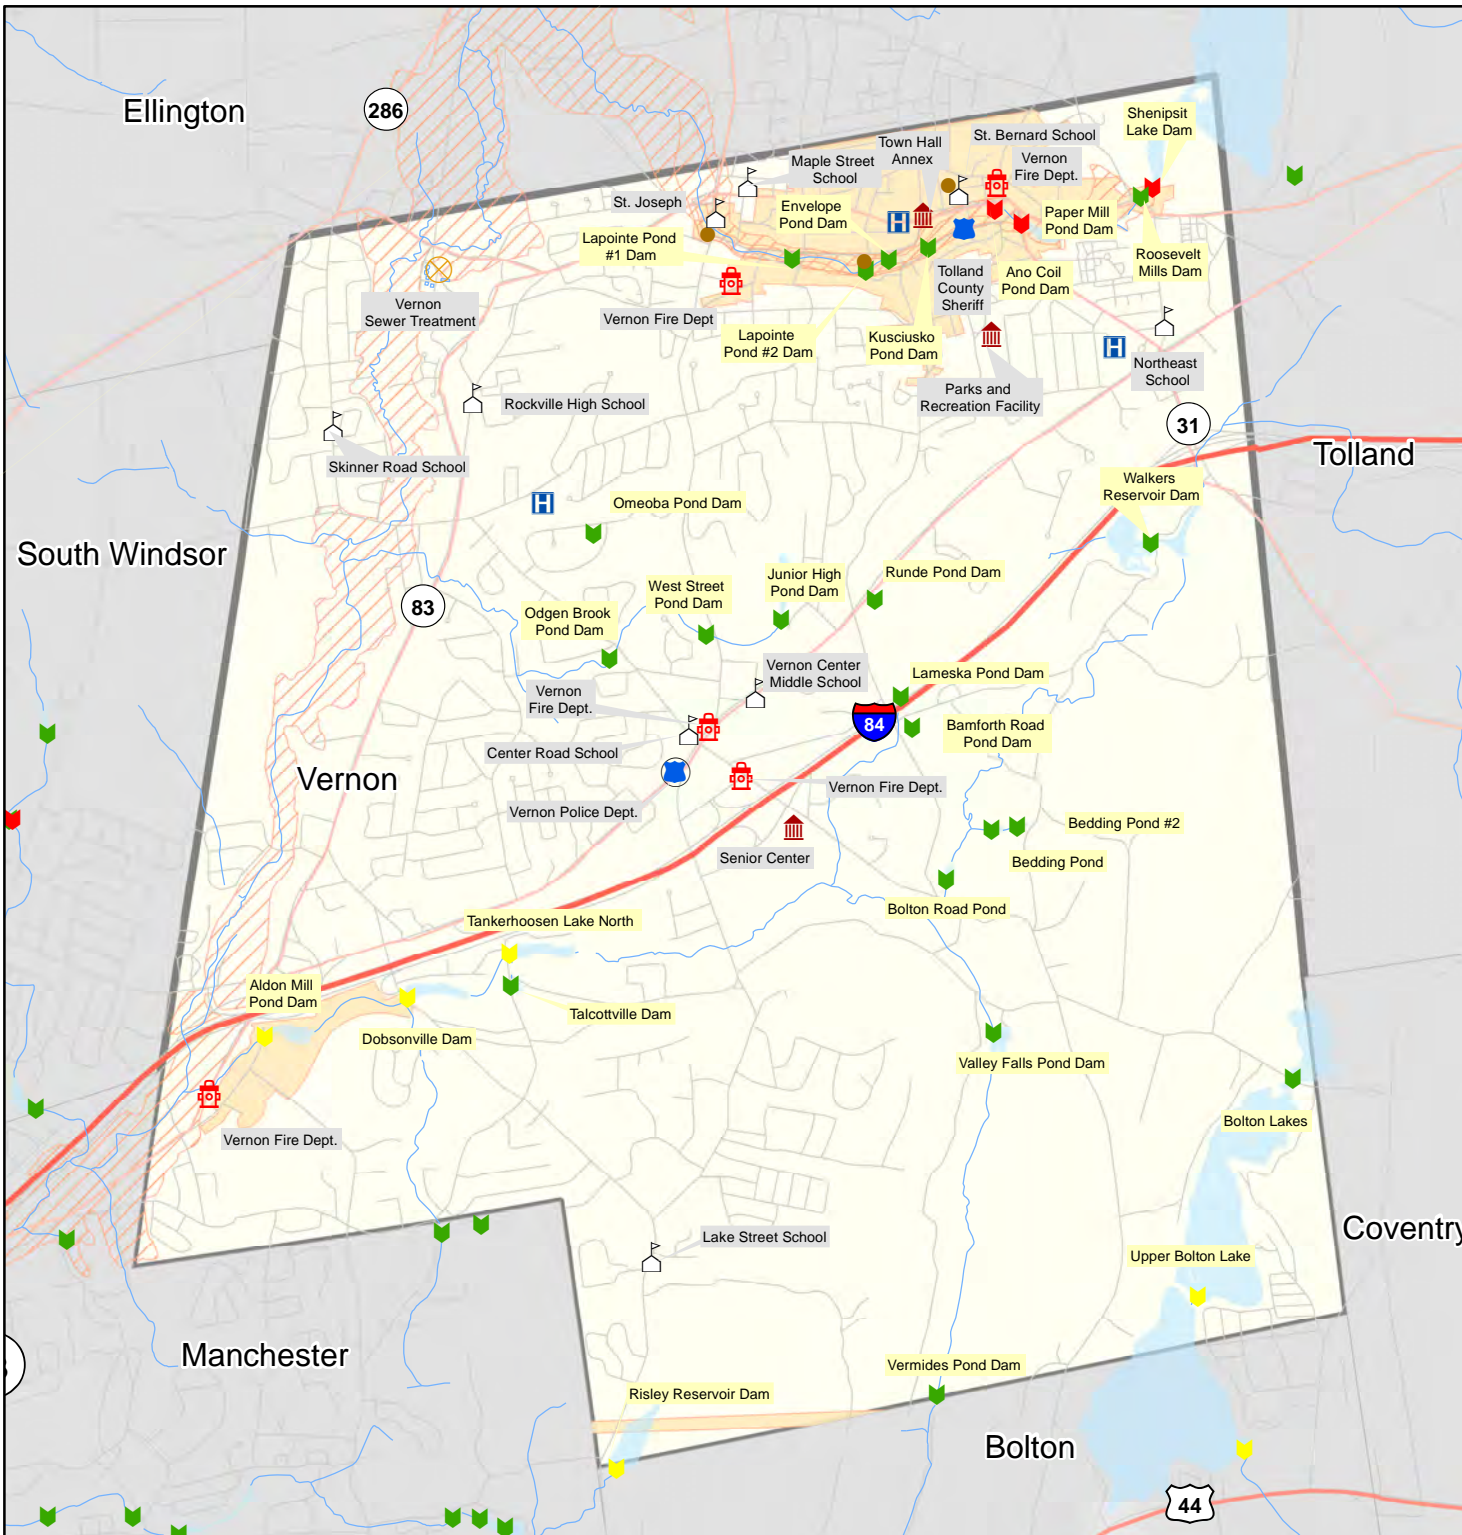 Ellington
286
Shenipsit
Lake Dam
St. Bernard School
Town Hall
Annex
Vernon
Fire Dept.
Maple Street
School
St. Joseph
Envelope
Pond Dam
Paper Mill
Pond Dam
Lapointe Pond
#1 Dam
H
Roosevelt
Mills Dam
Tolland
County
Sheriff
Ano Coil
Pond Dam
Vernon
Sewer Treatment
Vernon Fire Dept
Lapointe
Pond #2 Dam
Kusciusko
Pond Dam
H
Northeast
School
Parks and
Recreation Facility
Rockville High School
31
Tolland
Skinner Road School
Walkers
Reservoir Dam
H
Omeoba Pond Dam
South Windsor
Junior High
Pond Dam
Runde Pond Dam
West Street
Pond Dam
83
Odgen Brook
Pond Dam
Vernon Center
Middle School
Lameska Pond Dam
Vernon
Fire Dept.
84
Bamforth Road
Pond Dam
Center Road School
Vernon
Vernon Fire Dept.
Vernon Police Dept.
Bedding Pond #2
Senior Center
Bedding Pond
Bolton Road Pond
Tankerhoosen Lake North
Aldon Mill
Pond Dam
Talcottville Dam
Dobsonville Dam
Valley Falls Pond Dam
Bolton Lakes
Vernon Fire Dept.
Lake Street School
Coventry
Upper Bolton Lake
Manchester
Vermides Pond Dam
Risley Reservoir Dam
Bolton
44